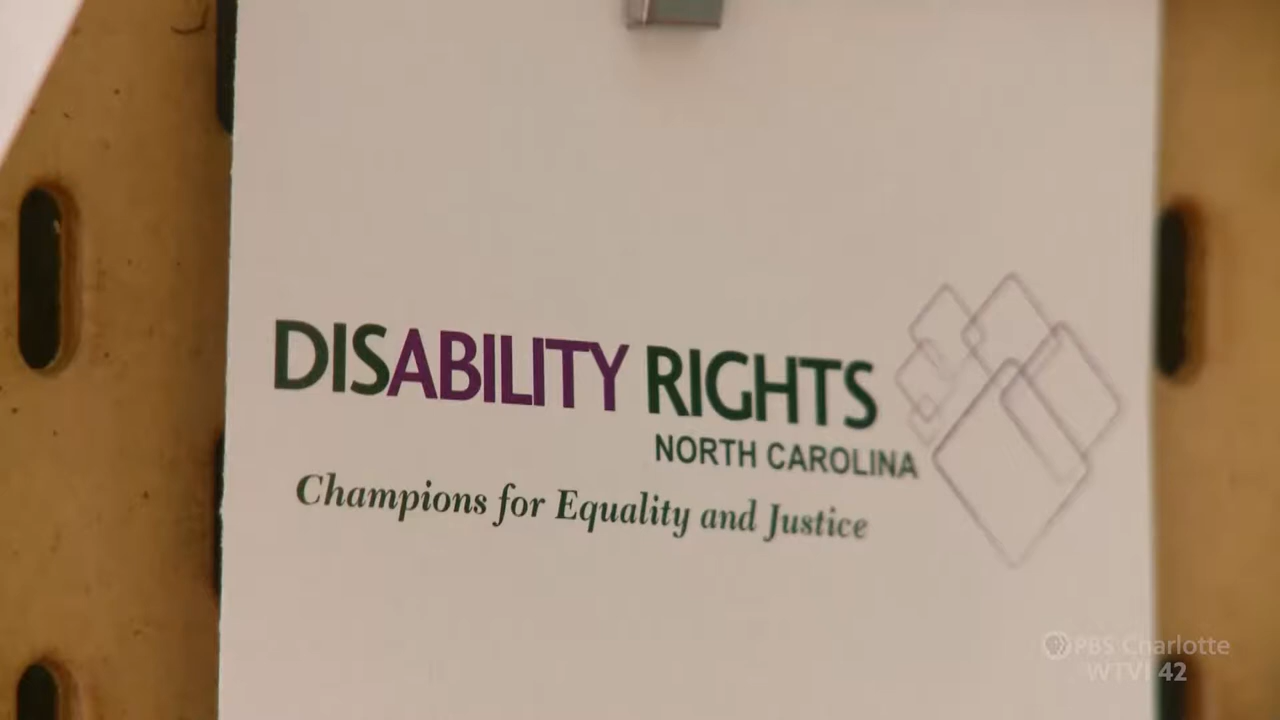 DISABILITY RIGHTS
NORTH CAROLINA
Champions for Equality and Justice
PBS Charlotte
WTVI 42